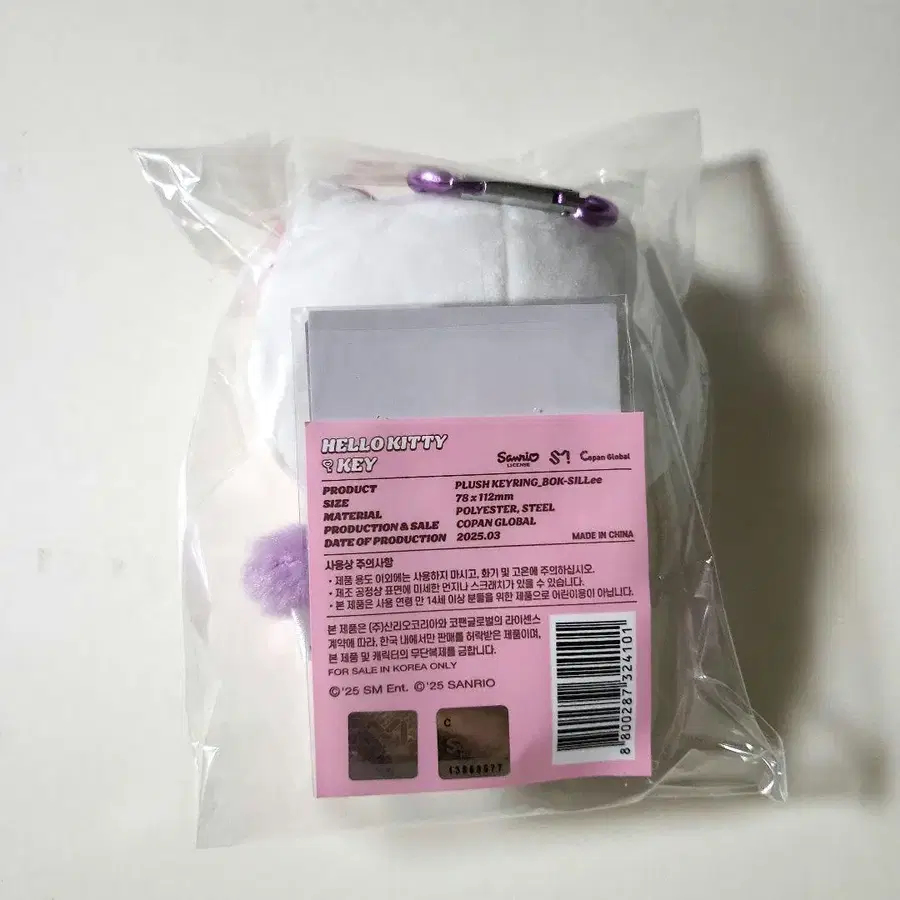 HELLO KITTY
KEY
Sanrio
LICENSE
Copan Global
PRODUCT PLUSH KEYRING_BOK-SILLee
SIZE 78 x 112mm
MATERIAL POLYESTER, STEEL
PRODUCTION & SALE COPAN GLOBAL
DATE OF PRODUCTION 2025.03
MADE IN CHINA
사용상 주의사항
• 제품 용도 이외에는 사용하지 마시고, 화기 및 고온에 주의하십시오.
• 제조 공정상 표면에 미세한 먼지나 스크래치가 있을 수 있습니다.
• 본 제품은 사용 연령 만 14세 이상 분들을 위한 제품으로 어린이용이 아닙니다.
본 제품은 (주)산리오코리아와 코팬글로벌의 라이센스
계약에 따라, 한국 내에서만 판매를 허락받은 제품이며,
본 제품 및 캐릭터의 무단복제를 금합니다.
FOR SALE IN KOREA ONLY
©'25 SM Ent. ©'25 SANRIO
8 800287 324101